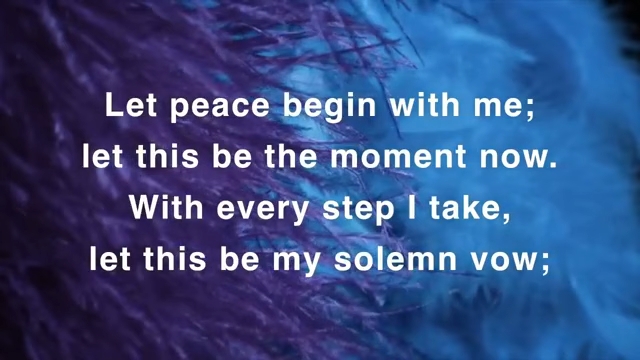 Let peace begin with me;
let this be the moment now.
With every step I take,
let this be my solemn vow;